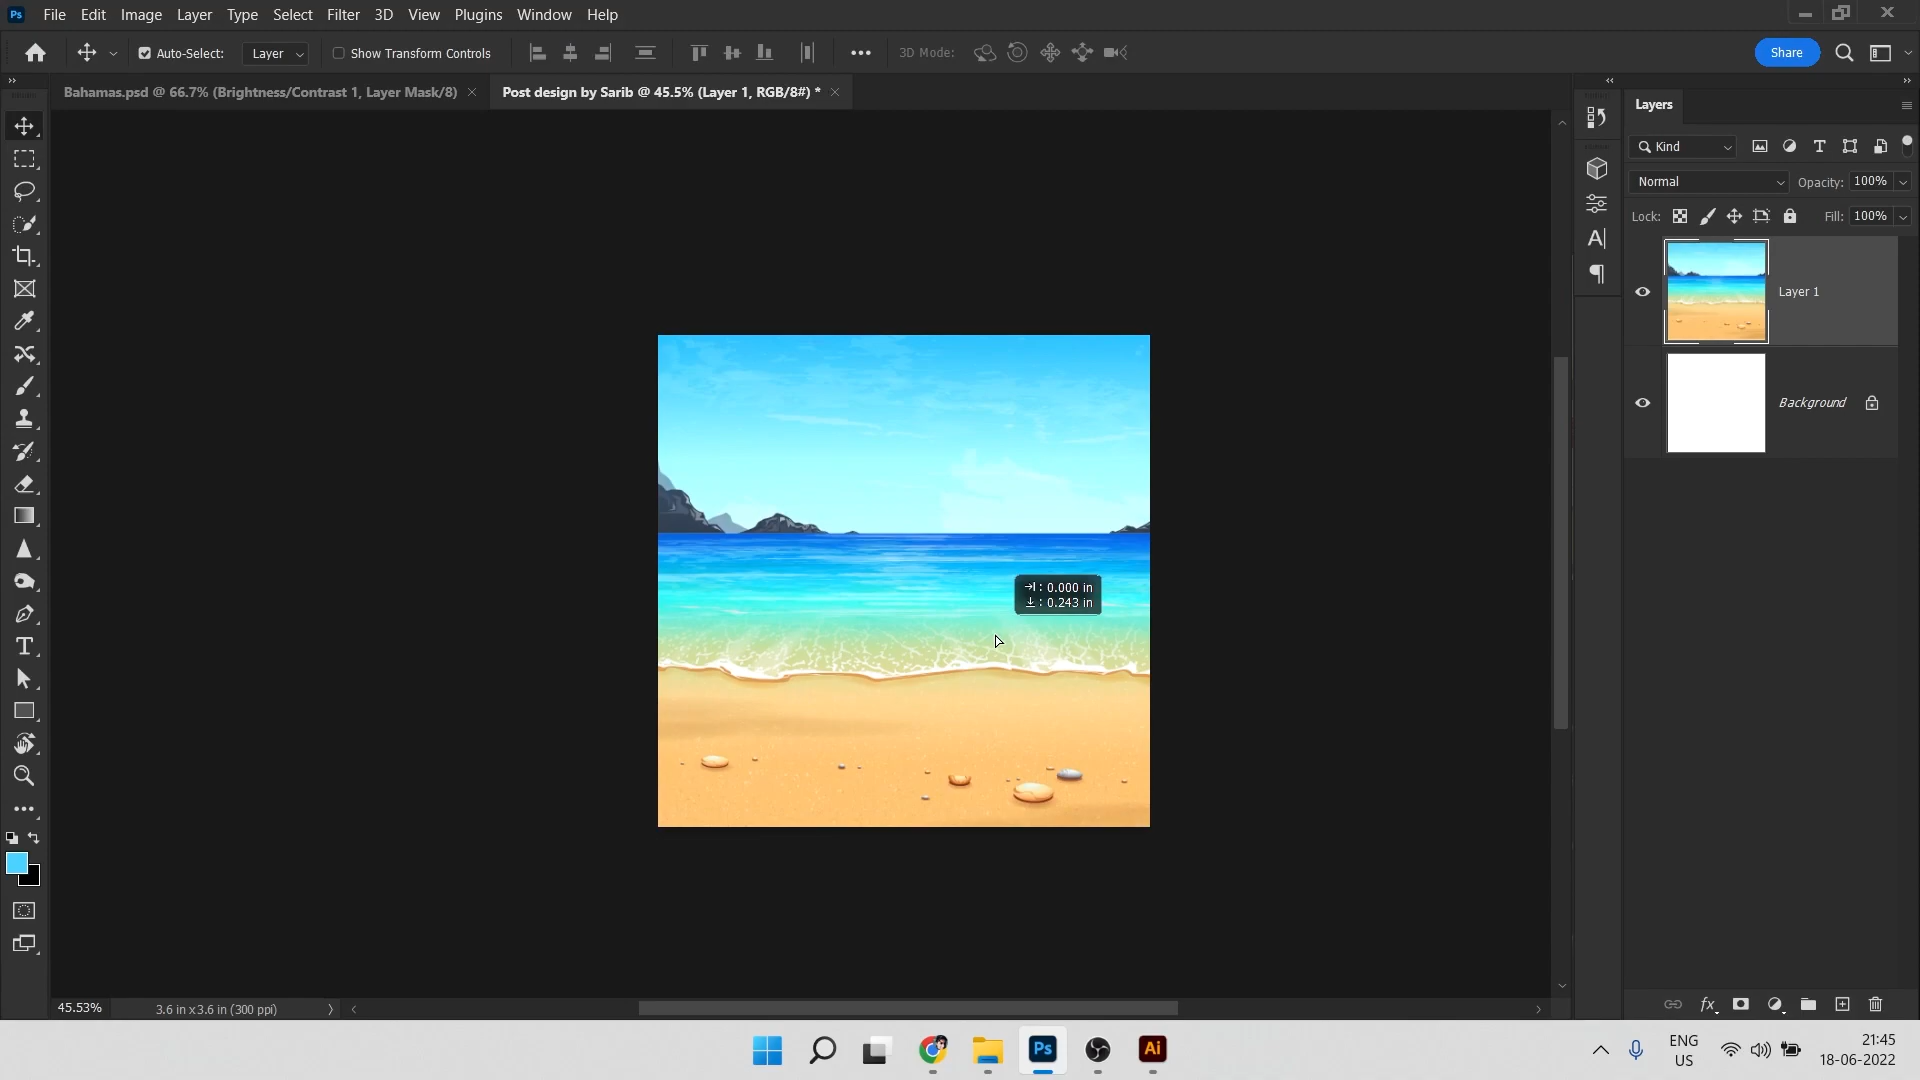 Ps File Edit Image Layer Type Select Filter 3D View Plugins Window Help
Auto-Select: Layer Show Transform Controls 3D Mode: Share
Bahamas.psd @ 66.7% (Brightness/Contrast 1, Layer Mask/8) Post design by Sarib @ 45.5% (Layer 1, RGB/8#) *
Layers
Kind
Normal Opacity: 100%
Lock: Fill: 100%
Layer 1
Background
: 0.000 in
: 0.243 in
45.53% 3.6 in x 3.6 in (300 ppi)
Ps Ai
ENG
US
21:45
18-06-2022